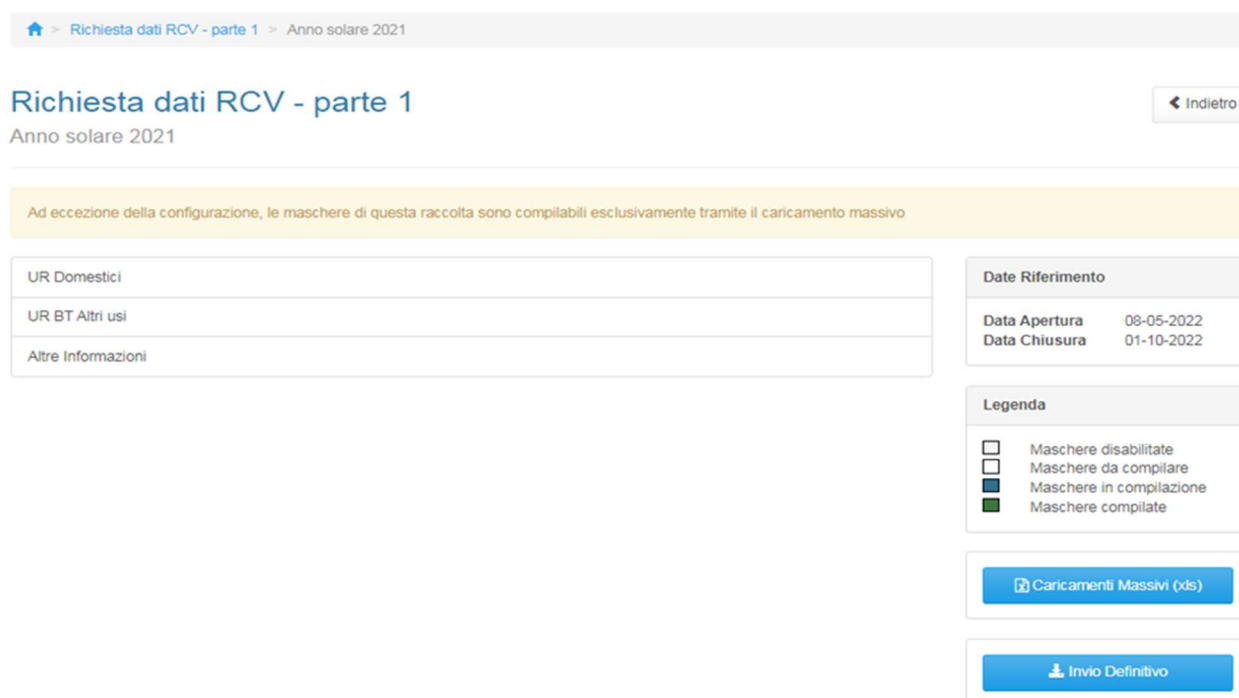 > Richiesta dati RCV - parte 1 > Anno solare 2021
Richiesta dati RCV - parte 1
Indietro
Anno solare 2021
Ad eccezione della configurazione, le maschere di questa raccolta sono compilabili esclusivamente tramite il caricamento massivo
UR Domestici
UR BT Altri usi
Altre Informazioni
Date Riferimento
Data Apertura 08-05-2022
Data Chiusura 01-10-2022
Legenda
Maschere disabilitate
Maschere da compilare
Maschere in compilazione
Maschere compilate
Caricamenti Massivi (xls)
Invio Definitivo